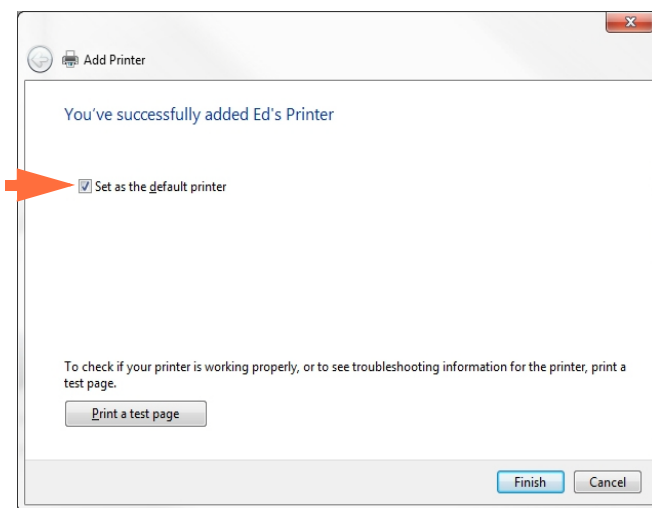 Add Printer
You've successfully added Ed's Printer
Set as the default printer
To check if your printer is working properly, or to see troubleshooting information for the printer, print a
test page.
Print a test page
Finish Cancel